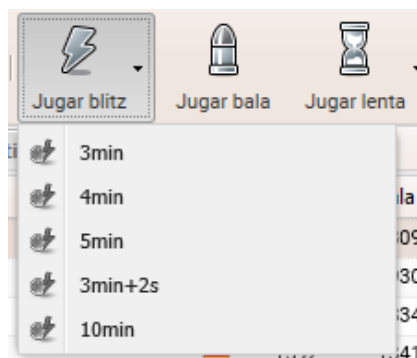 Jugar blitz
Jugar bala
Jugar lenta
3min
4min
5min
3min+2s
10min